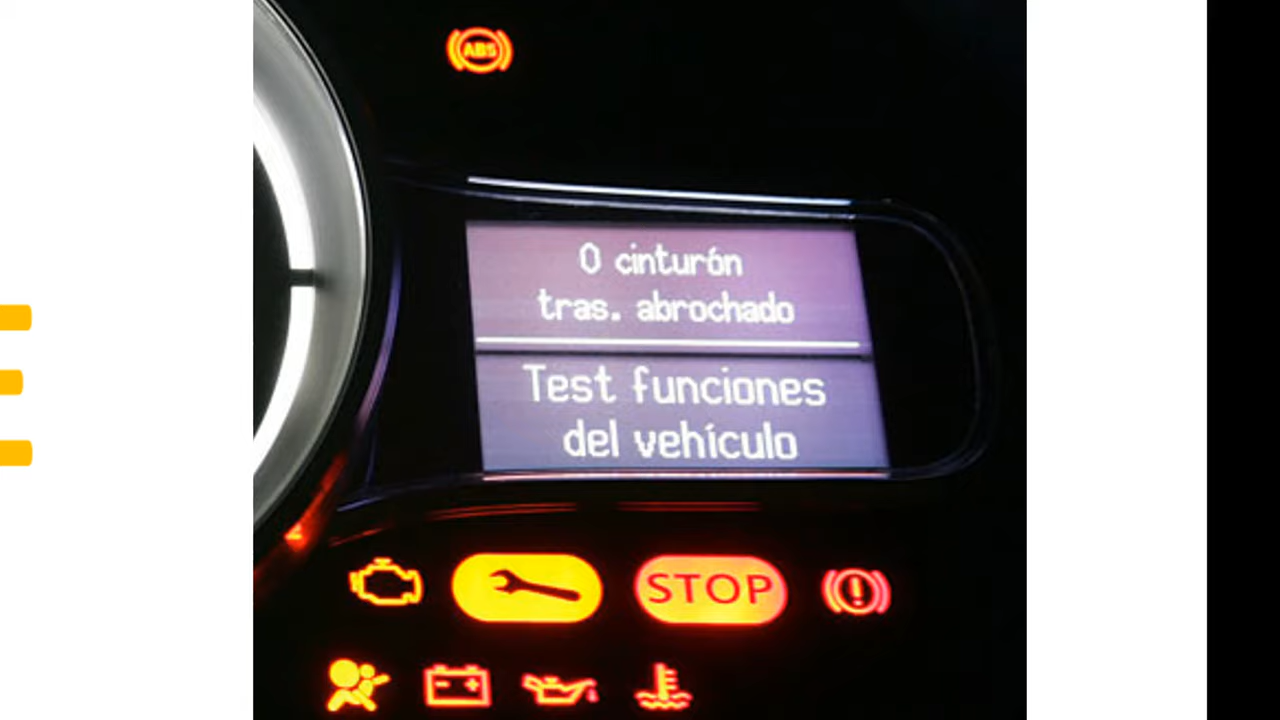 ABS
0 cinturón
tras. abrochado
Test funciones
del vehículo
STOP